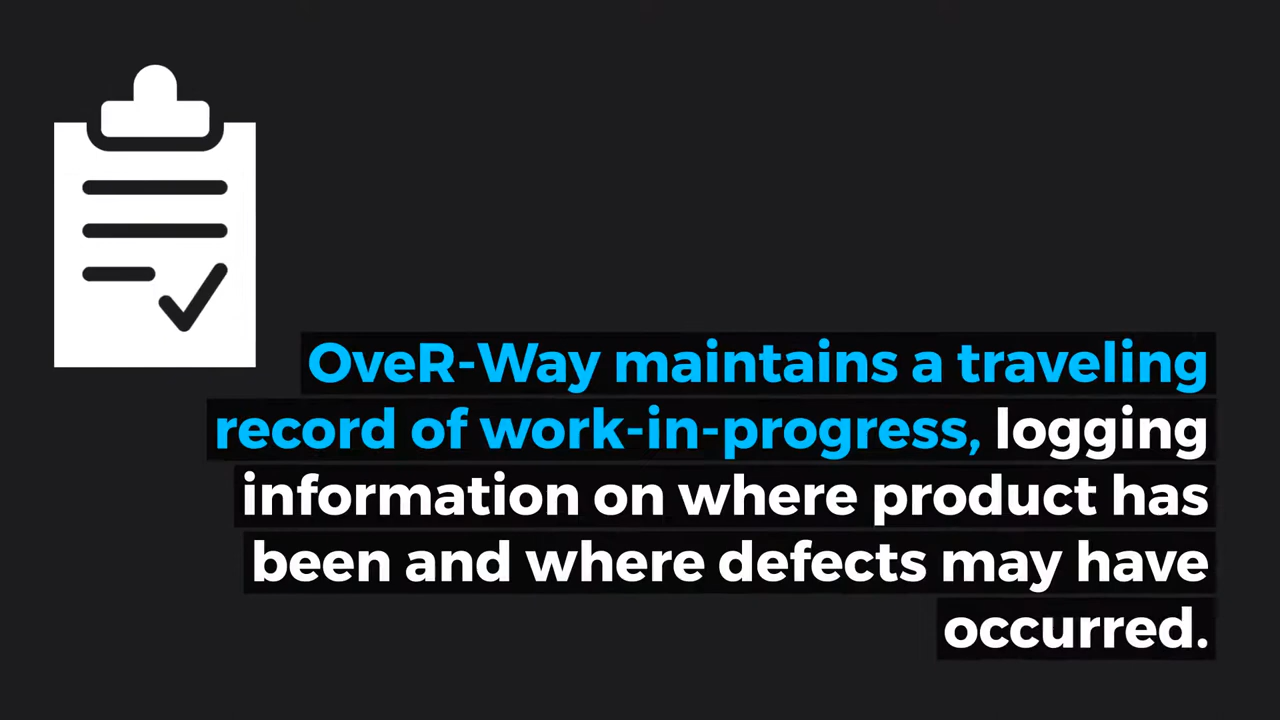 OveR-Way maintains a traveling
record of work-in-progress, logging
information on where product has
been and where defects may have
occurred.